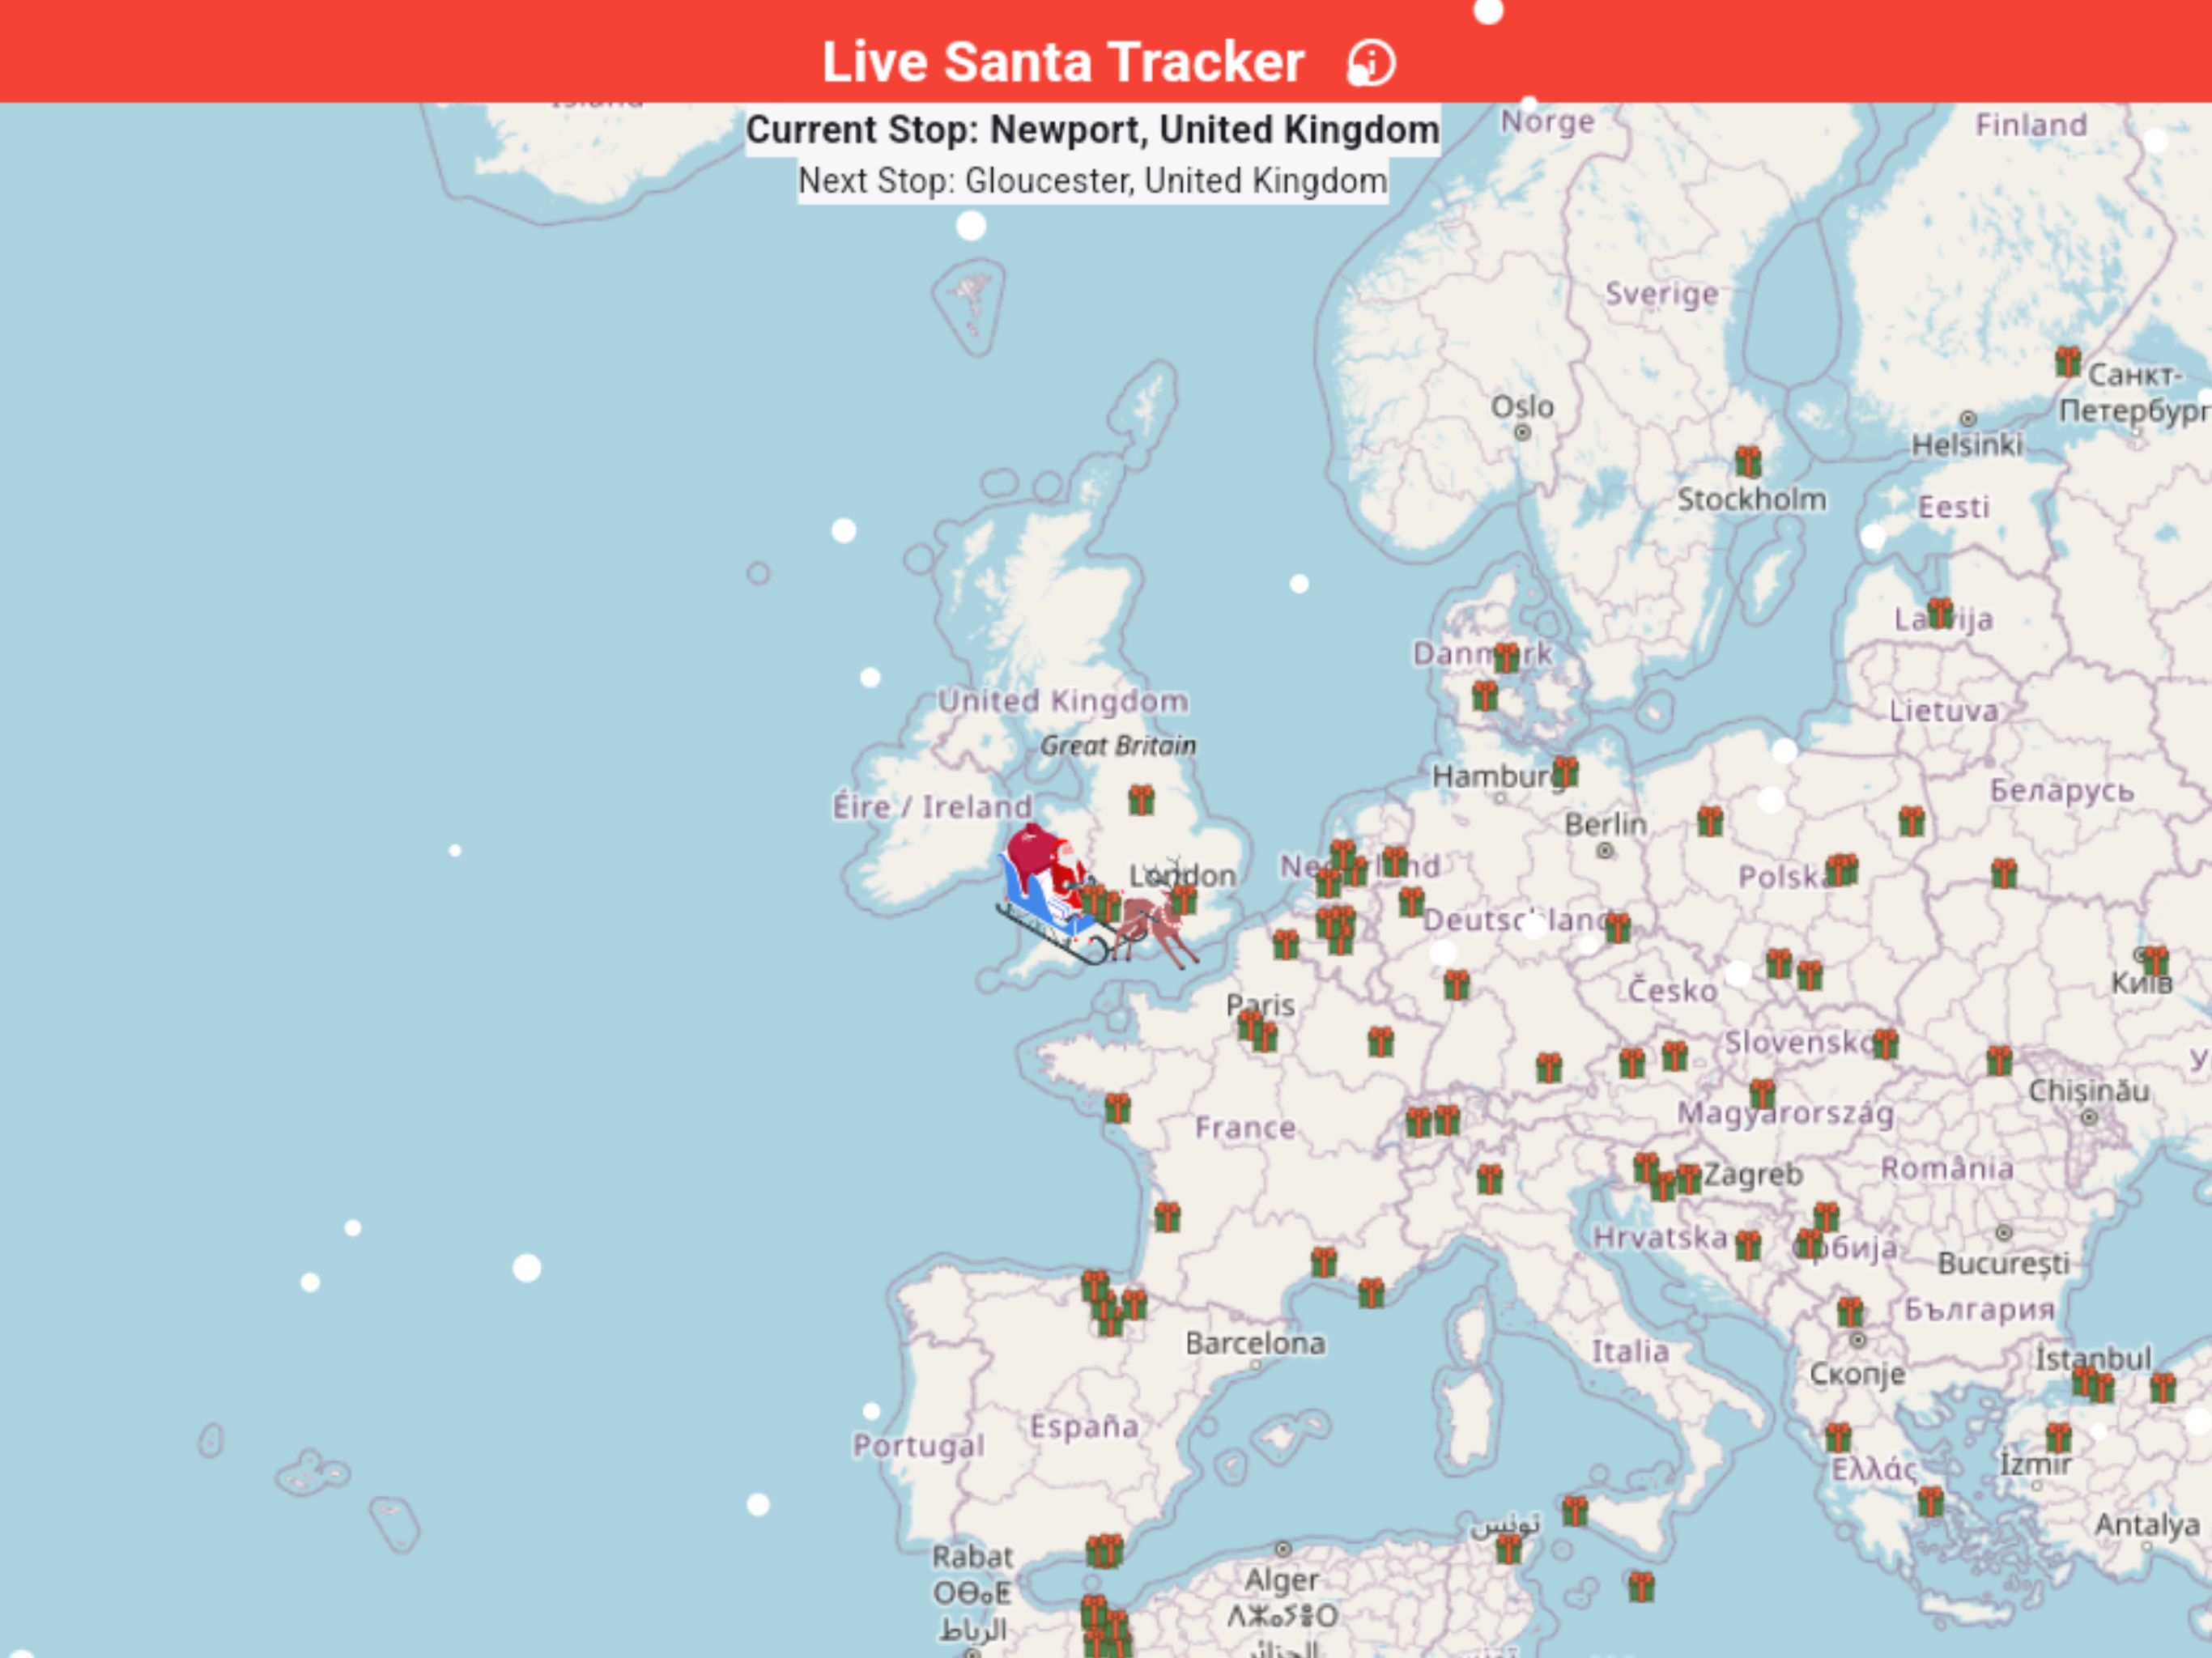 Live Santa Tracker
Ísland
Current Stop: Newport, United Kingdom
Next Stop: Gloucester, United Kingdom
Norge
Finland
Sverige
Санкт-
Петербург
Oslo
Helsinki
Stockholm
Eesti
Latvija
Danmark
United Kingdom
Lietuva
Great Britain
Hamburg
Беларусь
Éire / Ireland
Berlin
London
Nederland
Polska
Deutschland
Київ
Česko
Paris
Slovensko
Chișinău
France
Magyarország
România
Zagreb
Hrvatska
Србија
București
България
Barcelona
Italia
İstanbul
Скопје
España
Portugal
Ελλάς
İzmir
تونس
Antalya
Rabat
ⵔⴱⴰⵟ
الرباط
Alger
ⴷⵣⴰⵢⴻⵔ
الجزائر